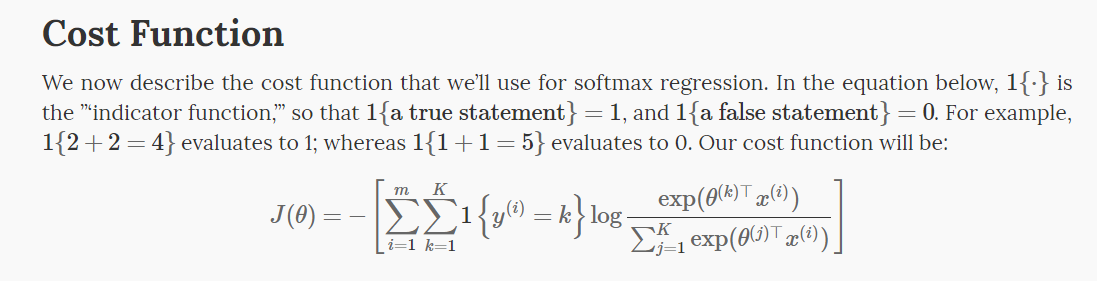 Cost Function
We now describe the cost function that we’ll use for softmax regression. In the equation below, 1{·} is
the ”“indicator function,”” so that 1{a true statement} = 1, and 1{a false statement} = 0. For example,
1{2 + 2 = 4} evaluates to 1; whereas 1{1 + 1 = 5} evaluates to 0. Our cost function will be:
J(θ) = − [ ∑_{i=1}^{m} ∑_{k=1}^{K} 1 {y^{(i)} = k} log \frac{exp(θ^{(k)⊤} x^{(i)})}{∑_{j=1}^{K} exp(θ^{(j)⊤} x^{(i)})} ]